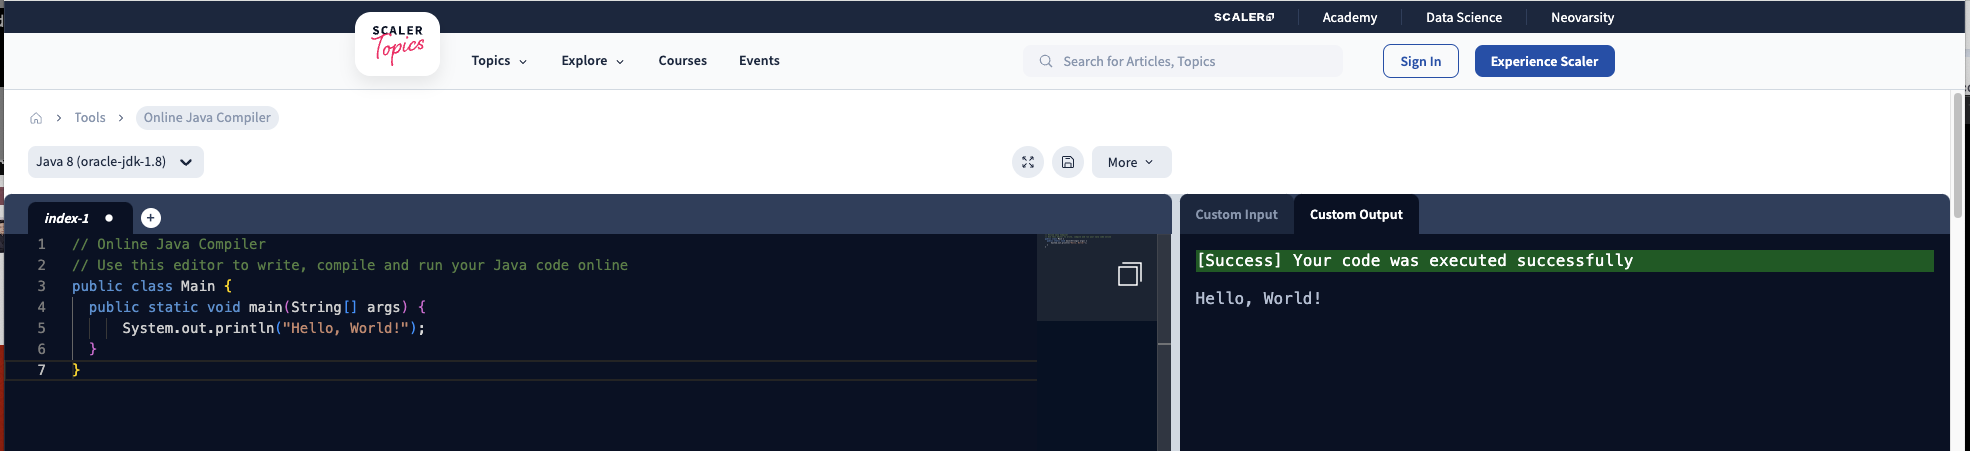 SCALER
Academy
Data Science
Neovarsity
SCALER
Topics
Topics
Explore
Courses
Events
Search for Articles, Topics
Sign In
Experience Scaler
Tools
Online Java Compiler
Java 8 (oracle-jdk-1.8)
More
index-1
Custom Input
Custom Output
1 // Online Java Compiler
2 // Use this editor to write, compile and run your Java code online
3 public class Main {
4 public static void main(String[] args) {
5 System.out.println("Hello, World!");
6 }
7 }
[Success] Your code was executed successfully
Hello, World!